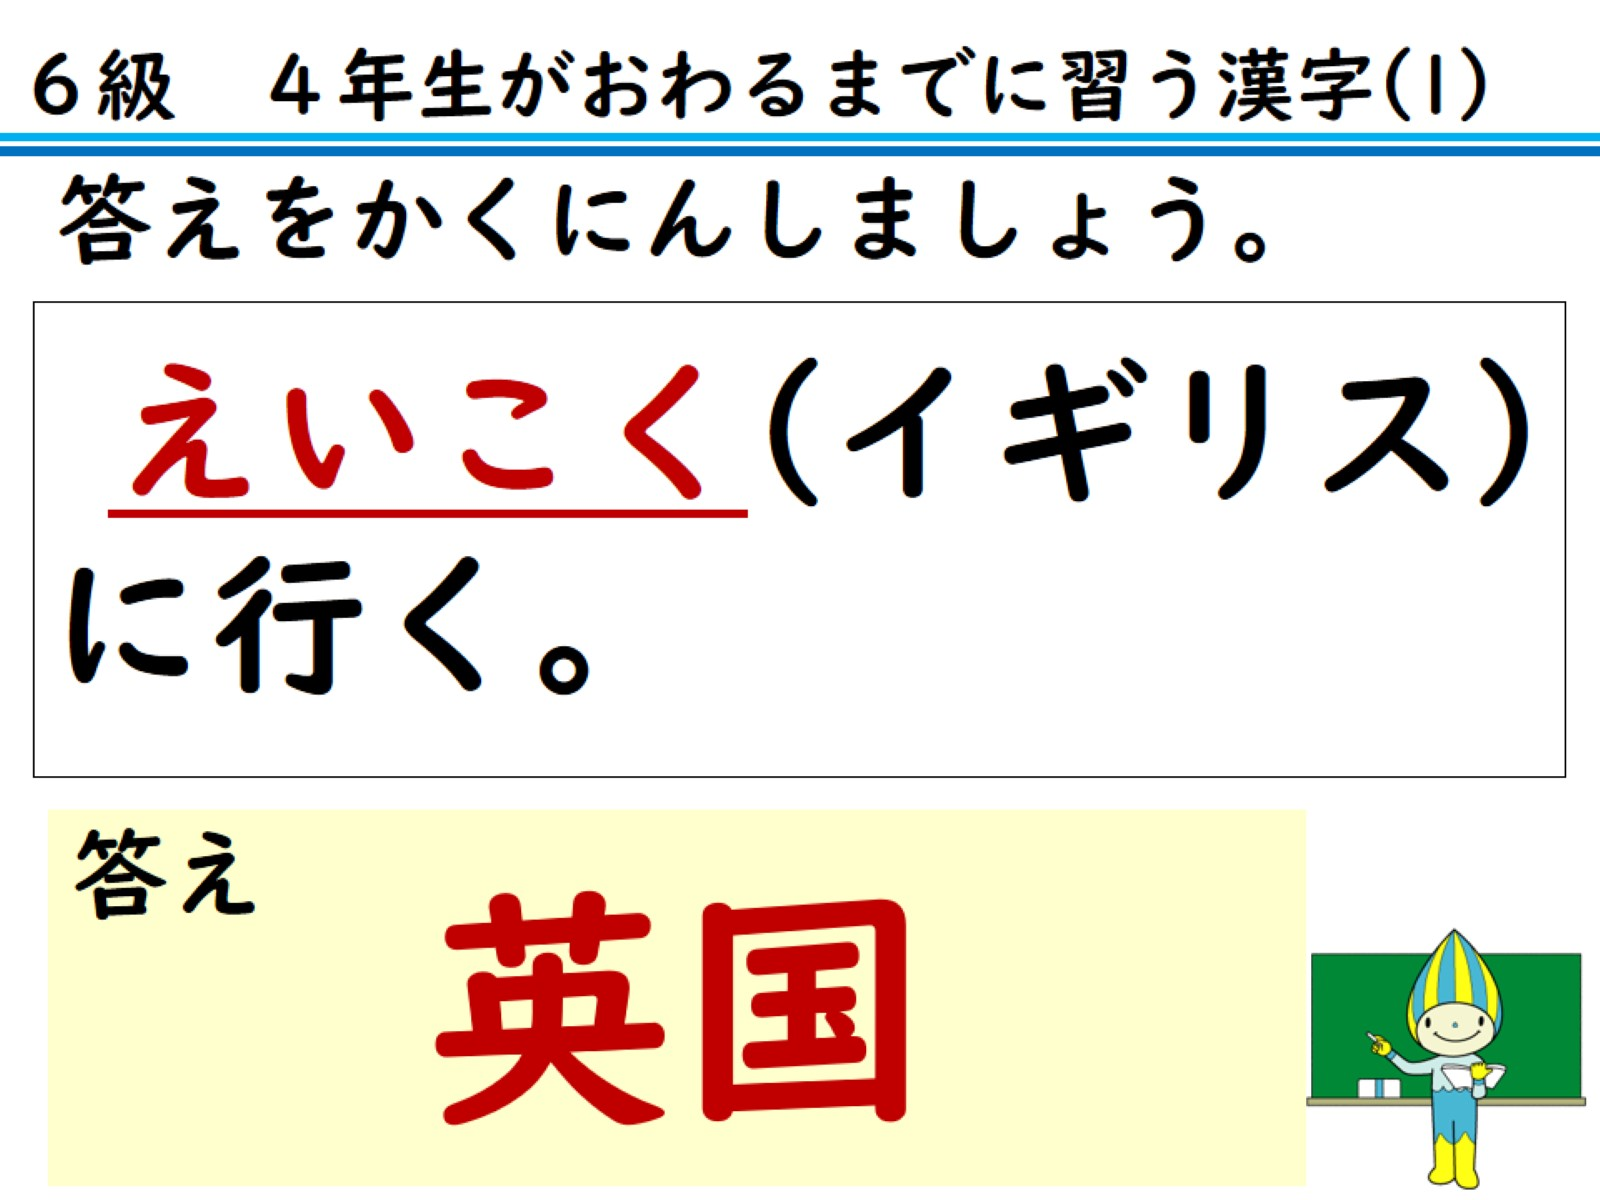 ６級　４年生がおわるまでに習う漢字(1)
答えをかくにんしましょう。
えいこく(イギリス)
に行く。
答え
英国